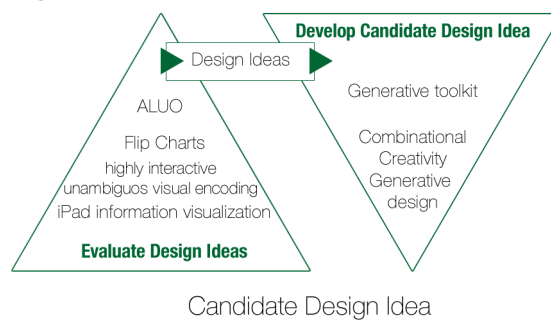 Develop Candidate Design Idea
Design Ideas
ALUO
Flip Charts
highly interactive
unambiguos visual encoding
iPad information visualization
Evaluate Design Ideas
Generative toolkit
Combinational
Creativity
Generative
design
Candidate Design Idea